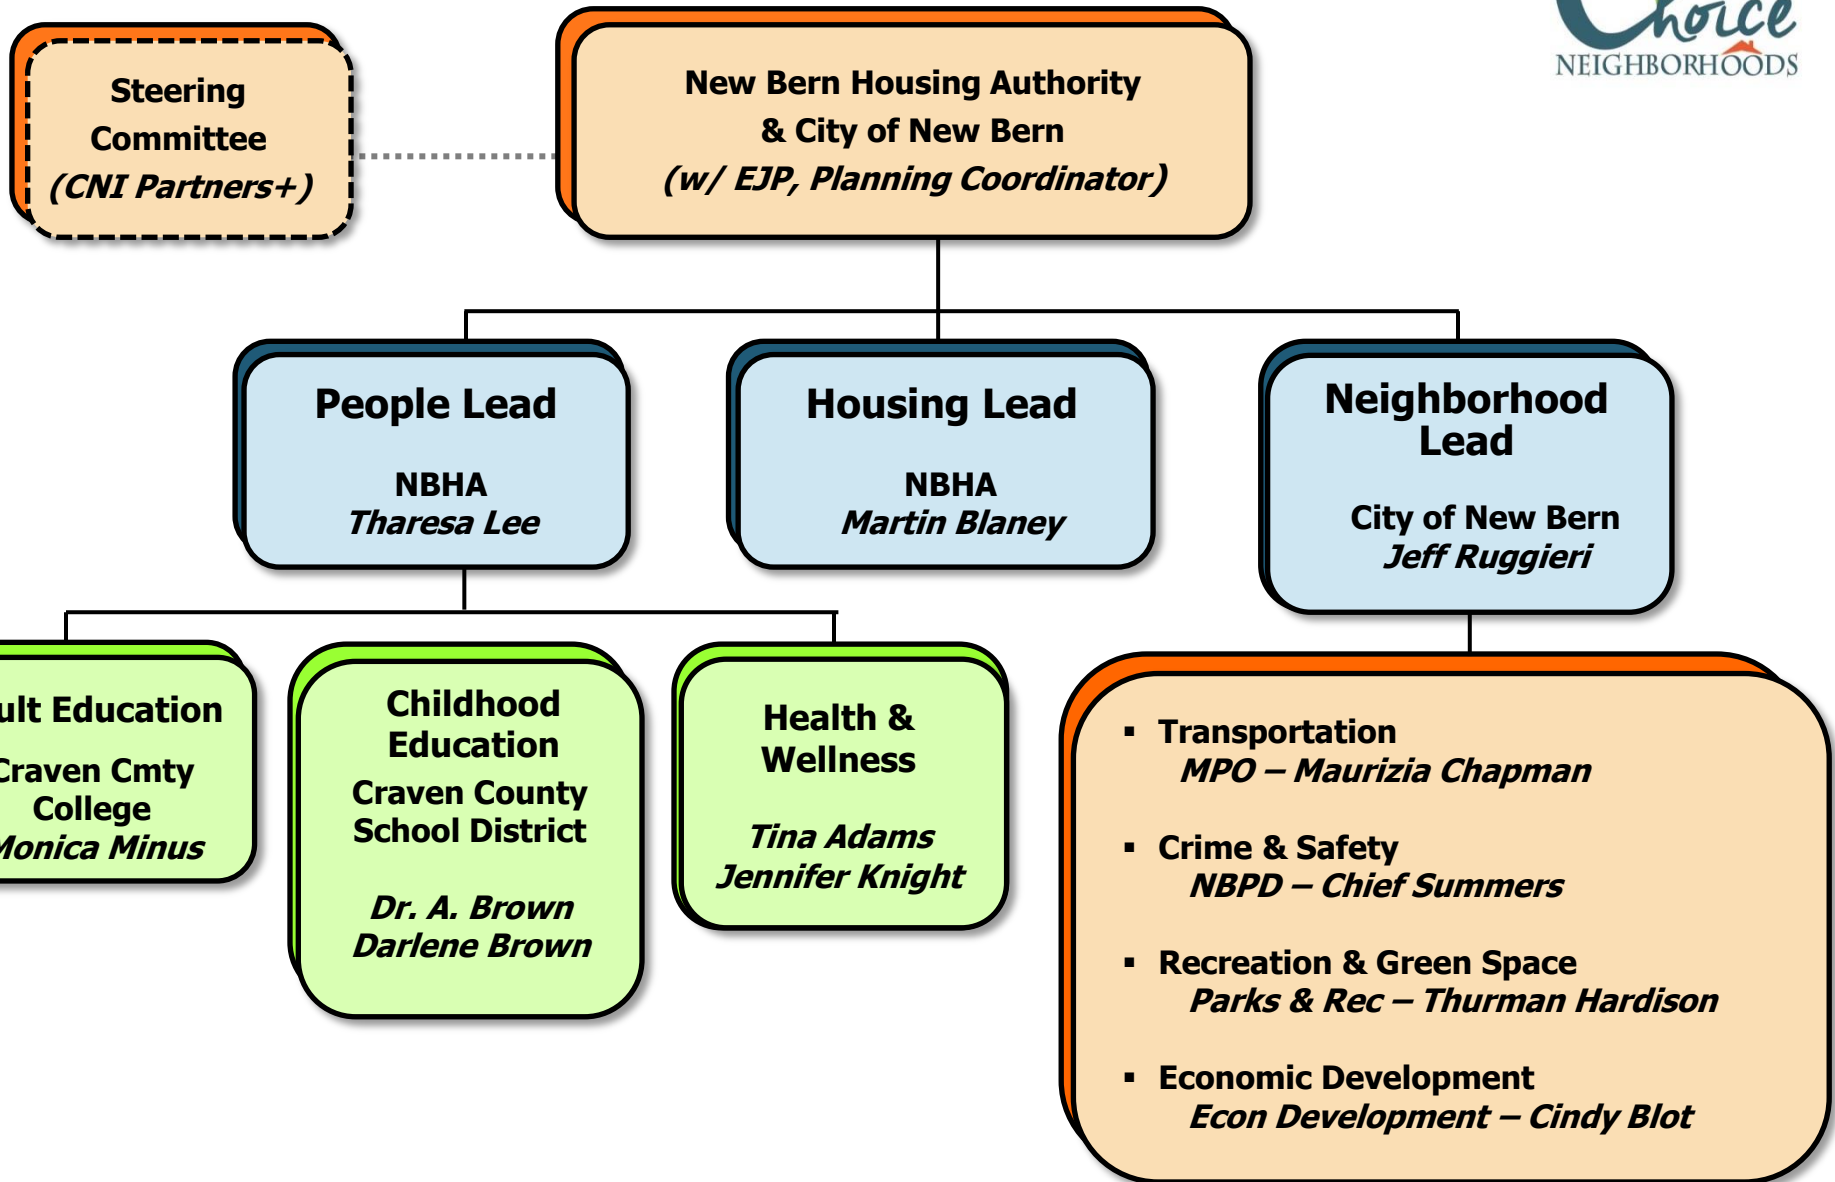 Steering
Committee
(CNI Partners+)
New Bern Housing Authority
& City of New Bern
(w/ EJP, Planning Coordinator)
Choice
NEIGHBORHOODS
People Lead
NBHA
Tharesa Lee
Housing Lead
NBHA
Martin Blaney
Neighborhood
Lead
City of New Bern
Jeff Ruggieri
ult Education
Craven Cmty
College
Monica Minus
Childhood
Education
Craven County
School District
Dr. A. Brown
Darlene Brown
Health &
Wellness
Tina Adams
Jennifer Knight
▪ Transportation
MPO – Maurizia Chapman
▪ Crime & Safety
NBPD – Chief Summers
▪ Recreation & Green Space
Parks & Rec – Thurman Hardison
▪ Economic Development
Econ Development – Cindy Blot